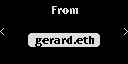 From
< gerard.eth >